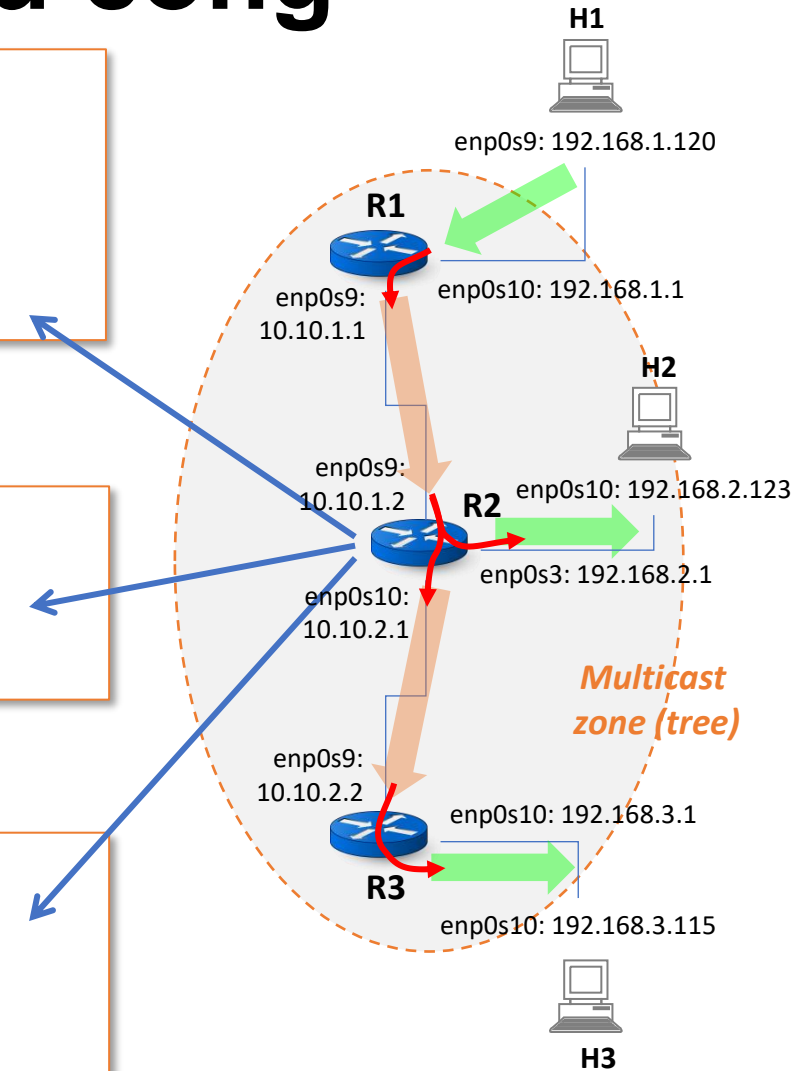 H1
enp0s9: 192.168.1.120
R1
enp0s10: 192.168.1.1
enp0s9:
10.10.1.1
H2
enp0s9:
10.10.1.2
R2
enp0s10: 192.168.2.123
enp0s3: 192.168.2.1
enp0s10:
10.10.2.1
Multicast
zone (tree)
enp0s9:
10.10.2.2
enp0s10: 192.168.3.1
R3
enp0s10: 192.168.3.115
H3